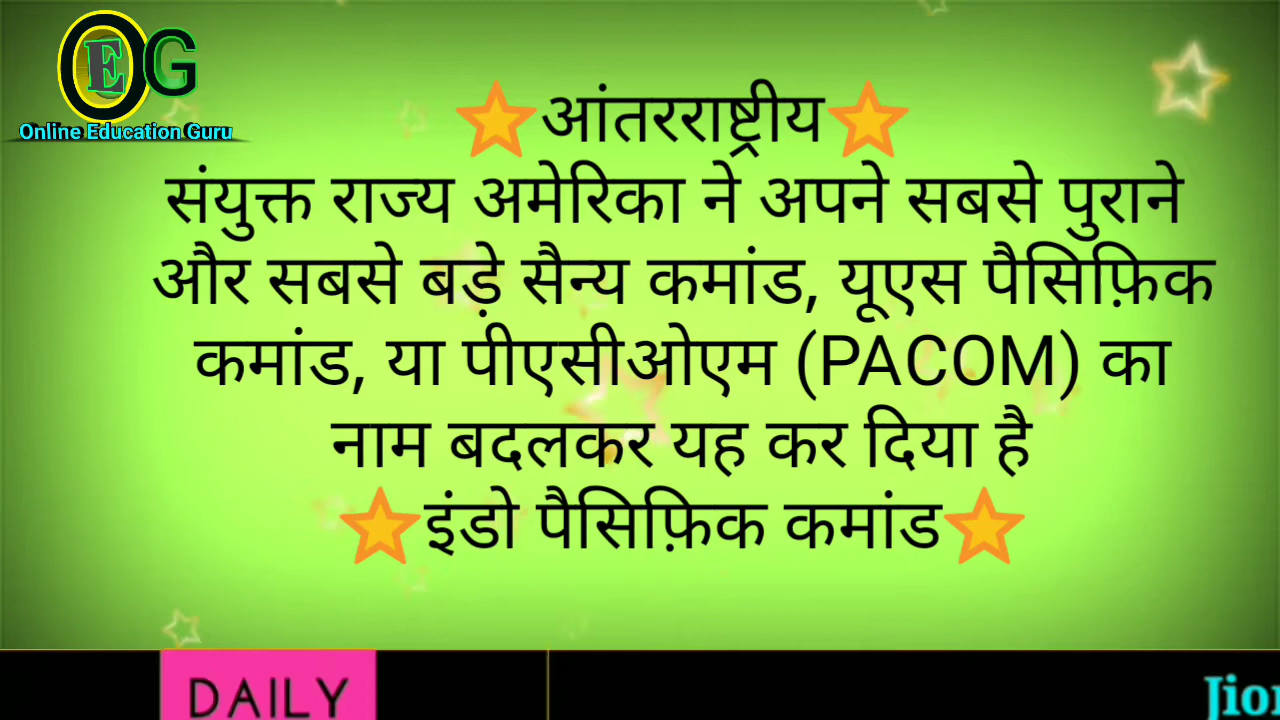 OEG
Online Education Guru
आंतरराष्ट्रीय
संयुक्त राज्य अमेरिका ने अपने सबसे पुराने
और सबसे बड़े सैन्य कमांड, यूएस पैसिफ़िक
कमांड, या पीएसीओएम (PACOM) का
नाम बदलकर यह कर दिया है
इंडो पैसिफ़िक कमांड
DAILY